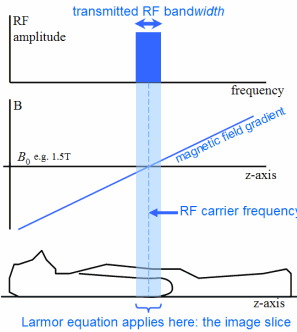 transmitted RF bandwidth
RF
amplitude
frequency
B
magnetic field gradient
B0 e.g. 1.5T
z-axis
RF carrier frequency
z-axis
Larmor equation applies here: the image slice